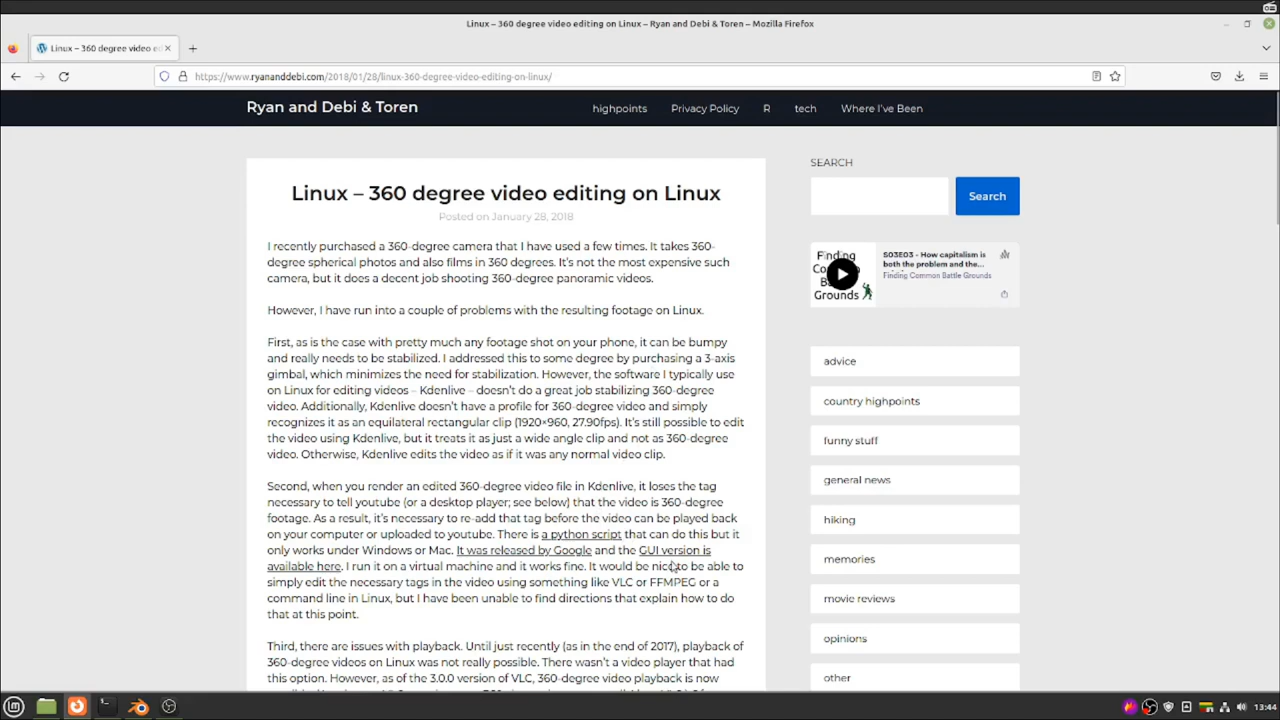 Linux – 360 degree video editing on Linux – Ryan and Debi & Toren — Mozilla Firefox
Linux – 360 degree video ed
https://www.ryananddebi.com/2018/01/28/linux-360-degree-video-editing-on-linux/
Ryan and Debi & Toren
highpoints
Privacy Policy
R
tech
Where I've Been
Linux – 360 degree video editing on Linux
Posted on January 28, 2018
I recently purchased a 360-degree camera that I have used a few times. It takes 360-
degree spherical photos and also films in 360 degrees. It's not the most expensive such
camera, but it does a decent job shooting 360-degree panoramic videos.
However, I have run into a couple of problems with the resulting footage on Linux.
First, as is the case with pretty much any footage shot on your phone, it can be bumpy
and really needs to be stabilized. I addressed this to some degree by purchasing a 3-axis
gimbal, which minimizes the need for stabilization. However, the software I typically use
on Linux for editing videos – Kdenlive – doesn't do a great job stabilizing 360-degree
video. Additionally, Kdenlive doesn't have a profile for 360-degree video and simply
recognizes it as an equilateral rectangular clip (1920×960, 27.90fps). It's still possible to edit
the video using Kdenlive, but it treats it as just a wide angle clip and not as 360-degree
video. Otherwise, Kdenlive edits the video as if it was any normal video clip.
Second, when you render an edited 360-degree video file in Kdenlive, it loses the tag
necessary to tell youtube (or a desktop player; see below) that the video is 360-degree
footage. As a result, it's necessary to re-add that tag before the video can be played back
on your computer or uploaded to youtube. There is a python script that can do this but it
only works under Windows or Mac. It was released by Google and the GUI version is
available here. I run it on a virtual machine and it works fine. It would be nice to be able to
simply edit the necessary tags in the video using something like VLC or FFMPEG or a
command line in Linux, but I have been unable to find directions that explain how to do
that at this point.
Third, there are issues with playback. Until just recently (as in the end of 2017), playback of
360-degree videos on Linux was not really possible. There wasn't a video player that had
this option. However, as of the 3.0.0 version of VLC, 360-degree video playback is now
SEARCH
Search
Finding
Common
Battle
Grounds
S03E03 - How capitalism is
both the problem and the...
Finding Common Battle Grounds
advice
country highpoints
funny stuff
general news
hiking
memories
movie reviews
opinions
other
13:44